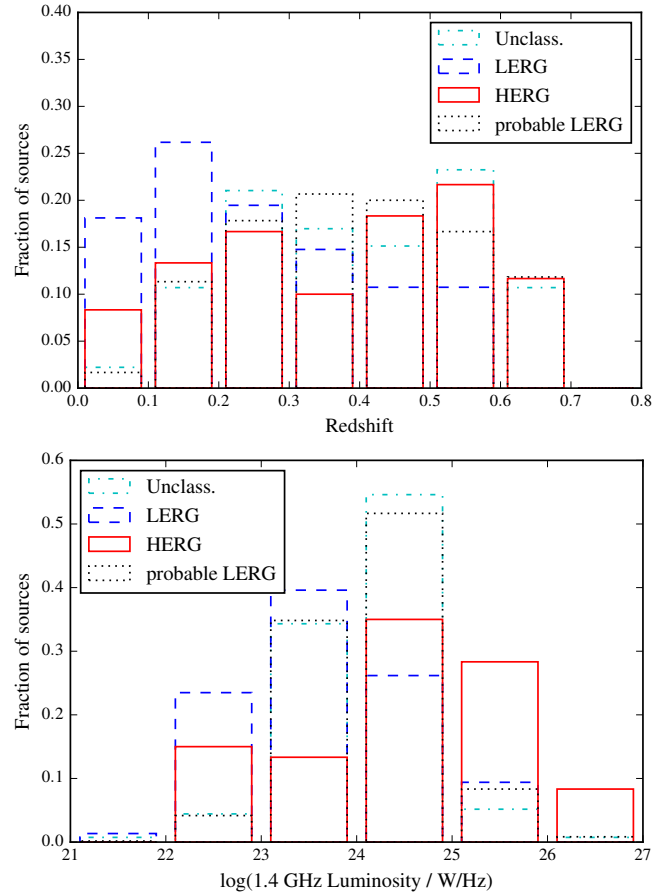 0.40
0.35
0.30
0.25
0.20
0.15
0.10
0.05
0.00
Fraction of sources
Unclass.
LERG
HERG
probable LERG
0.0 0.1 0.2 0.3 0.4 0.5 0.6 0.7 0.8
Redshift
0.6
0.5
0.4
0.3
0.2
0.1
0.0
Fraction of sources
Unclass.
LERG
HERG
probable LERG
21 22 23 24 25 26 27
log(1.4 GHz Luminosity / W/Hz)